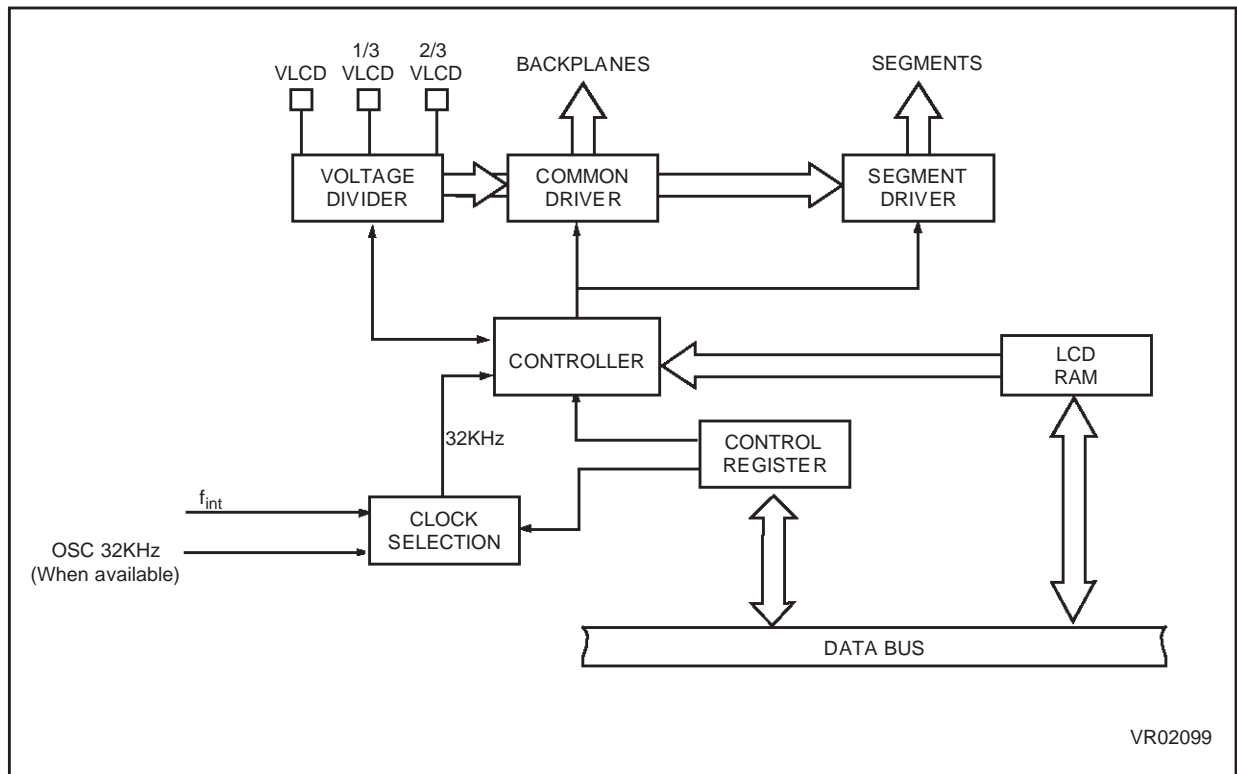 VLCD
1/3
VLCD
2/3
VLCD
BACKPLANES
SEGMENTS
VOLTAGE
DIVIDER
COMMON
DRIVER
SEGMENT
DRIVER
CONTROLLER
LCD
RAM
32KHz
CONTROL
REGISTER
fint
CLOCK
SELECTION
OSC 32KHz
(When available)
DATA BUS
VR02099